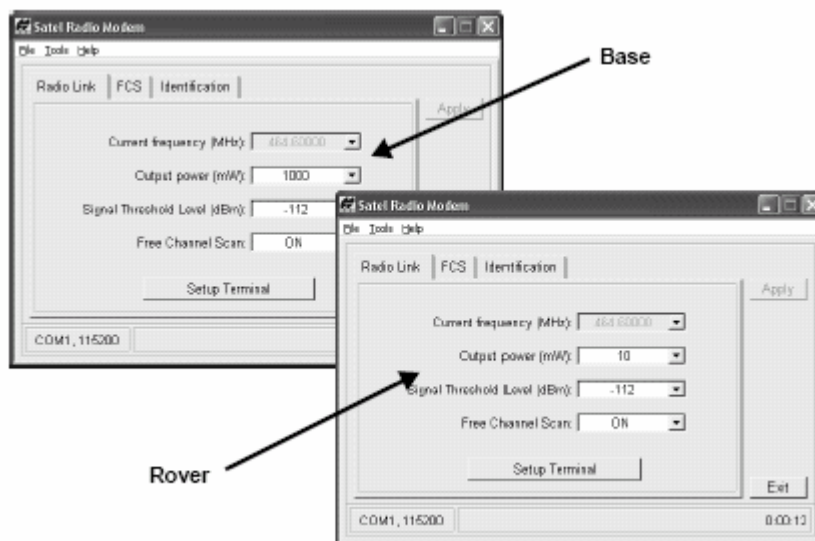 Satel Radio Modem
File Tools Help
Radio Link FCS Identification
Apply
Current frequency (MHz): 464.60000
Output power (mW): 1000
Signal Threshold Level (dBm): -112
Free Channel Scan: ON
Setup Terminal
COM1, 115200
Base
Satel Radio Modem
File Tools Help
Radio Link FCS Identification
Apply
Current frequency (MHz): 464.60000
Output power (mW): 10
Signal Threshold Level (dBm): -112
Free Channel Scan: ON
Setup Terminal
Exit
COM1, 115200 0:00:13
Rover